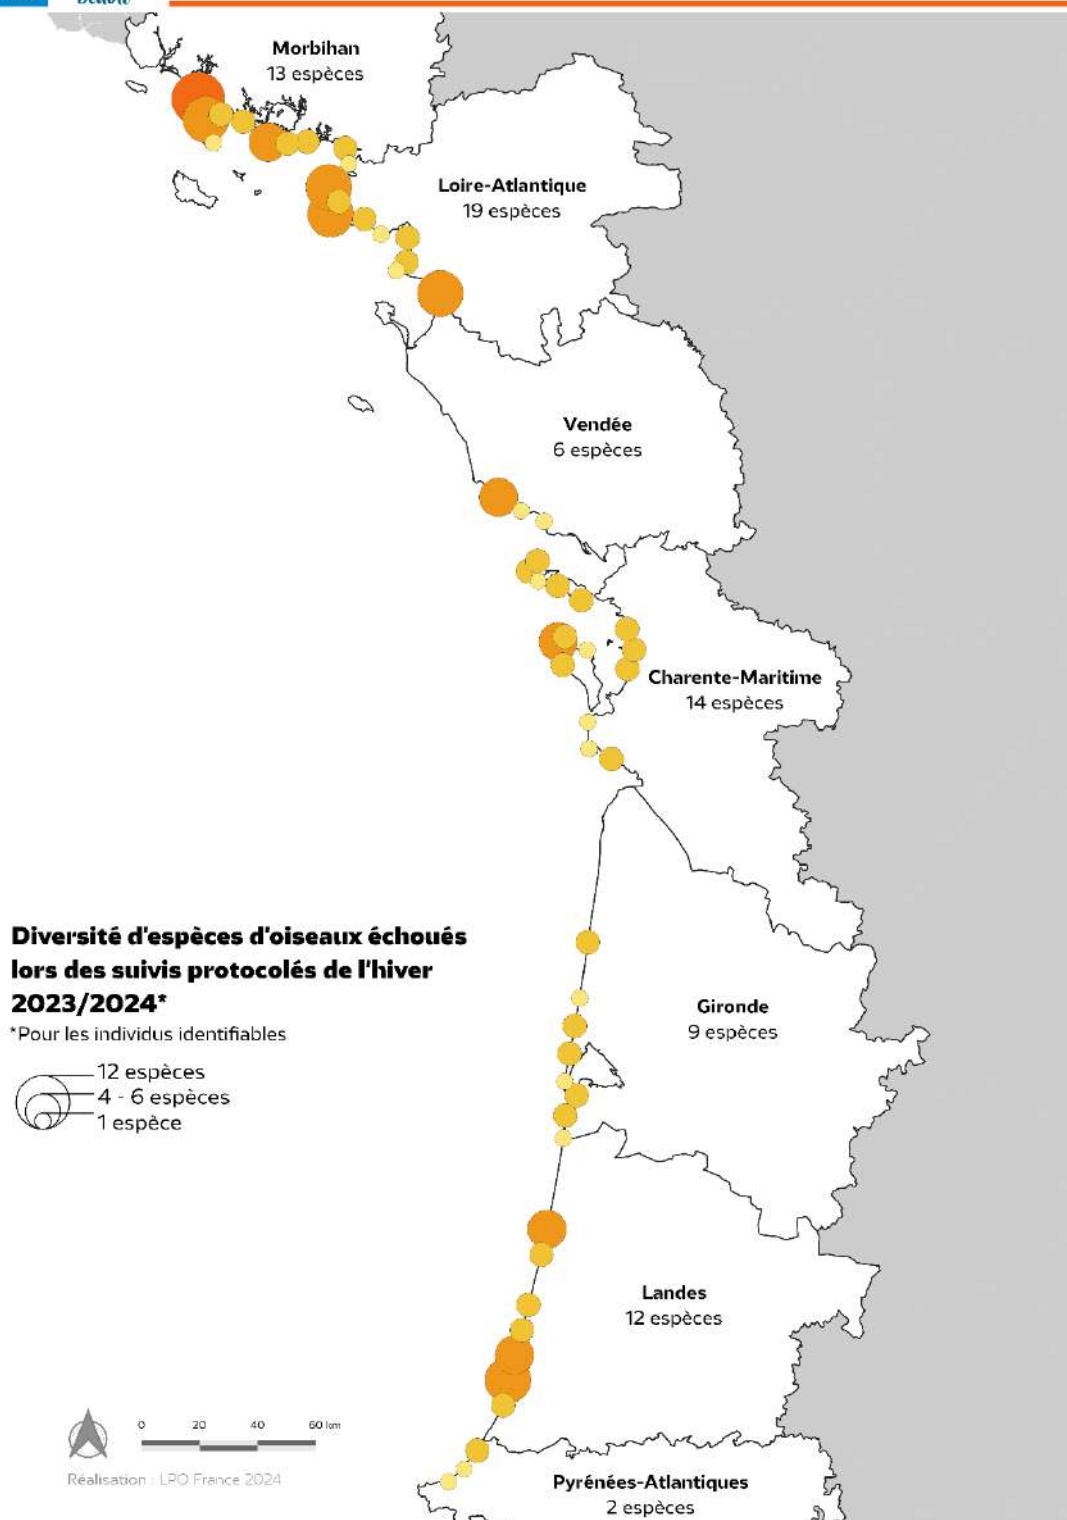 Morbihan
13 espèces
Loire-Atlantique
19 espèces
Vendée
6 espèces
Charente-Maritime
14 espèces
Diversité d'espèces d'oiseaux échoués
lors des suivis protocolés de l'hiver
2023/2024*
*Pour les individus identifiables
12 espèces
4 - 6 espèces
1 espèce
Gironde
9 espèces
Landes
12 espèces
0 20 40 60 km
Réalisation : LPO France 2024
Pyrénées-Atlantiques
2 espèces